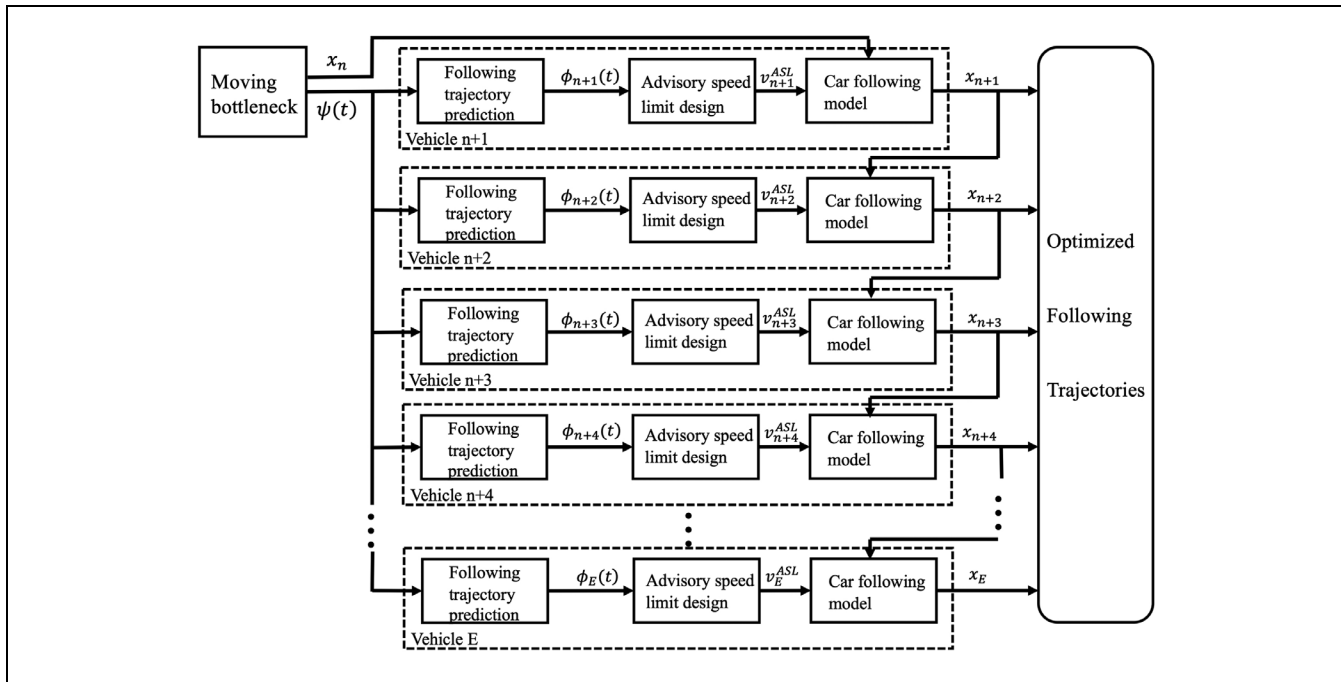 Moving
bottleneck
x_n
ψ(t)
Following
trajectory
prediction
ϕ_{n+1}(t)
Advisory speed
limit design
v_{n+1}^{ASL}
Car following
model
x_{n+1}
Vehicle n+1
Following
trajectory
prediction
ϕ_{n+2}(t)
Advisory speed
limit design
v_{n+2}^{ASL}
Car following
model
x_{n+2}
Vehicle n+2
Following
trajectory
prediction
ϕ_{n+3}(t)
Advisory speed
limit design
v_{n+3}^{ASL}
Car following
model
x_{n+3}
Vehicle n+3
Following
trajectory
prediction
ϕ_{n+4}(t)
Advisory speed
limit design
v_{n+4}^{ASL}
Car following
model
x_{n+4}
Vehicle n+4
Following
trajectory
prediction
ϕ_E(t)
Advisory speed
limit design
v_E^{ASL}
Car following
model
x_E
Vehicle E
Optimized
Following
Trajectories